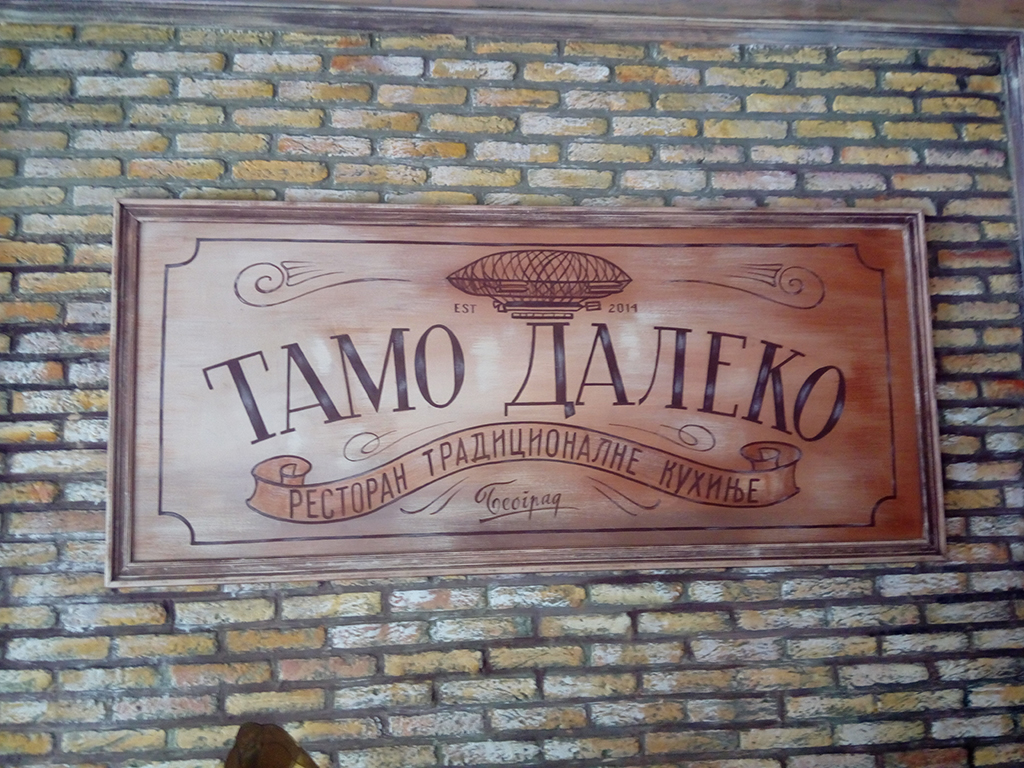 EST 2014
ТАМО ДАЛЕКО
РЕСТОРАН ТРАДИЦИОНАЛНЕ КУХИЊЕ
Београд